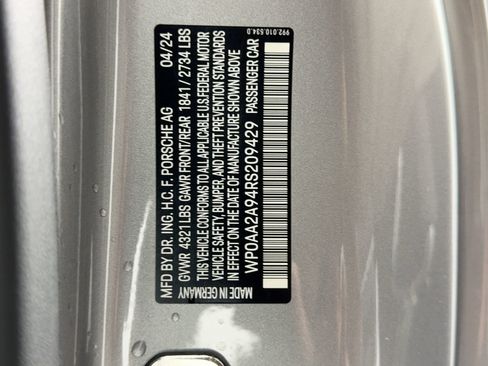 MFD BY DR. ING. H.C. F. PORSCHE AG 04/24
GVWR 4321 LBS GAWR FRONT/REAR 1841/ 2734 LBS
THIS VEHICLE CONFORMS TO ALL APPLICABLE U.S.FEDERAL MOTOR
VEHICLE SAFETY, BUMPER, AND THEFT PREVENTION STANDARDS
IN EFFECT ON THE DATE OF MANUFACTURE SHOWN ABOVE
WP0AA2A94RS209429 PASSENGER CAR
MADE IN GERMANY
992.010.534.D